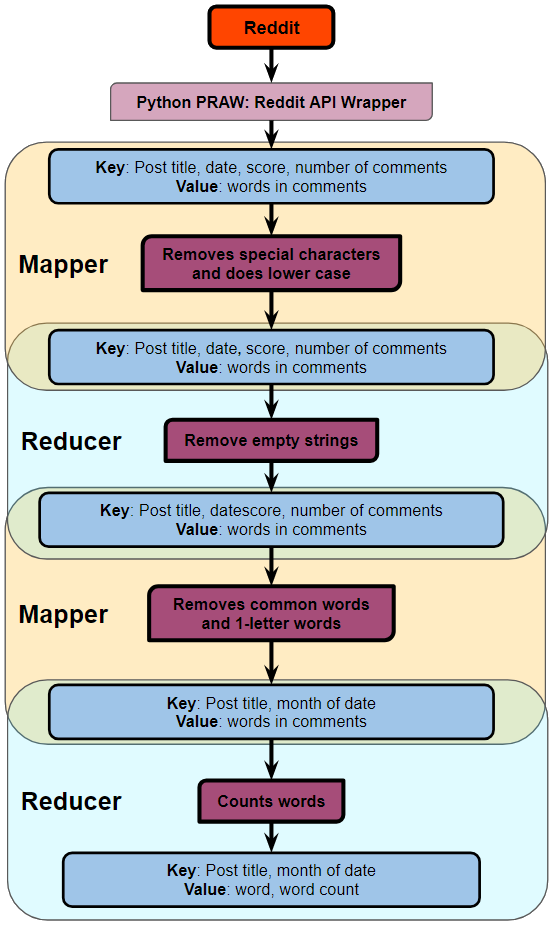 Reddit
Python PRAW: Reddit API Wrapper
Key: Post title, date, score, number of comments
Value: words in comments
Mapper
Removes special characters
and does lower case
Key: Post title, date, score, number of comments
Value: words in comments
Reducer
Remove empty strings
Key: Post title, datescore, number of comments
Value: words in comments
Mapper
Removes common words
and 1-letter words
Key: Post title, month of date
Value: words in comments
Reducer
Counts words
Key: Post title, month of date
Value: word, word count